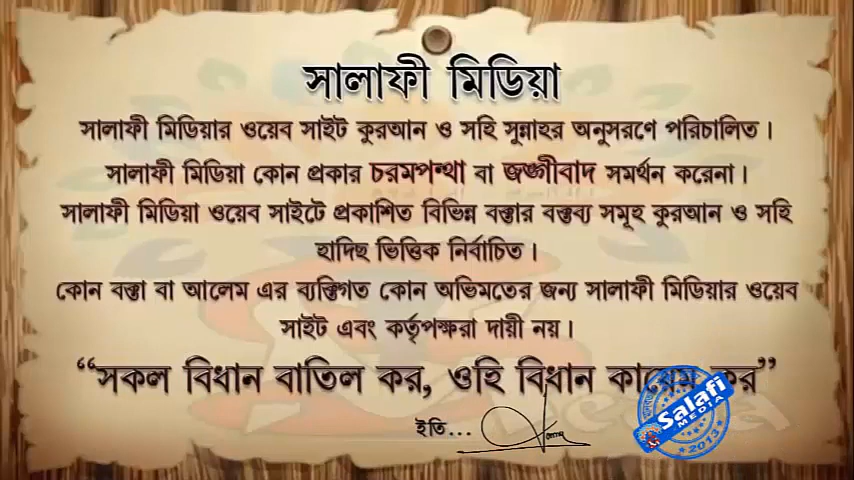 সালাফী মিডিয়া
সালাফী মিডিয়ার ওয়েব সাইট কুরআন ও সহি সুন্নাহর অনুসরণে পরিচালিত।
সালাফী মিডিয়া কোন প্রকার চরমপন্থা বা জঙ্গীবাদ সমর্থন করেনা।
সালাফী মিডিয়া ওয়েব সাইটে প্রকাশিত বিভিন্ন বক্তার বক্তব্য সমূহ কুরআন ও সহি
হাদিছ ভিত্তিক নির্বাচিত।
কোন বক্তা বা আলেম এর ব্যক্তিগত কোন অভিমতের জন্য সালাফী মিডিয়ার ওয়েব
সাইট এবং কর্তৃপক্ষরা দায়ী নয়।
“সকল বিধান বাতিল কর, ওহি বিধান কায়েম কর”
ইতি...
Salafi
MEDIA
2013